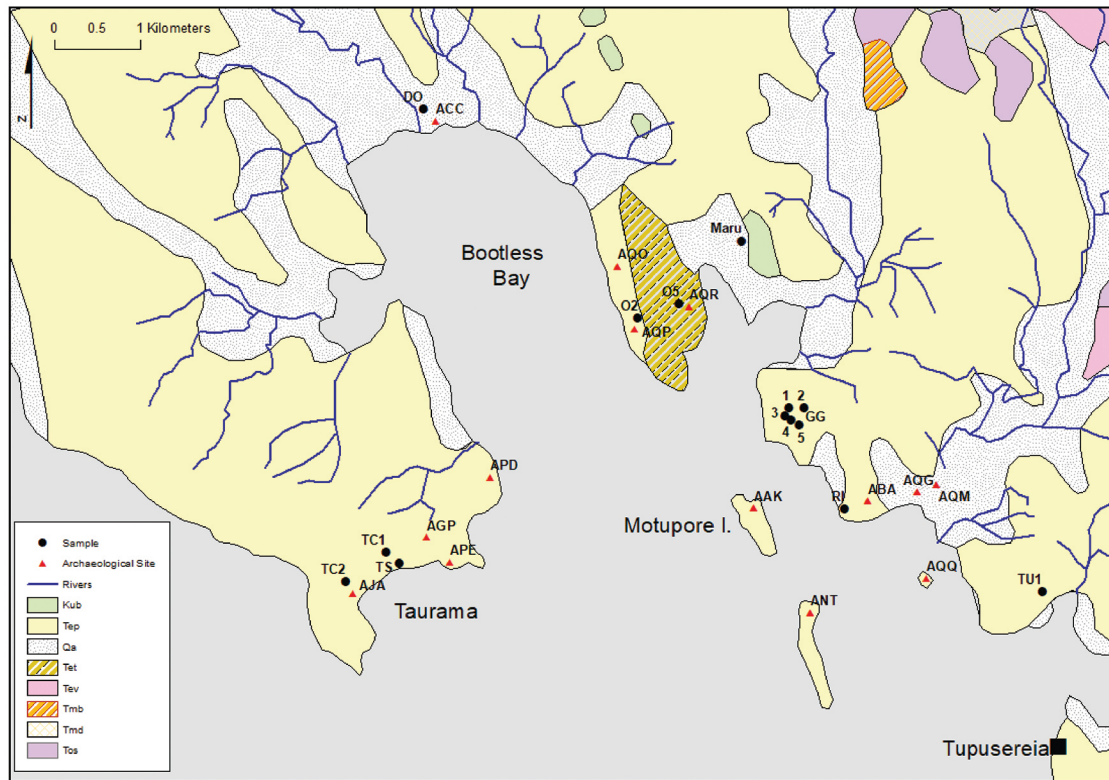 0 0.5 1 Kilometers
N
DO
ACC
Maru
Bootless
Bay
AQO
O5
AQR
O2
AQP
1 2
3 GG
4 5
APD
AGP
TC1
APE
TS
TC2
AJA
Taurama
AAK
Motupore I.
RI
ABA
AQG
AQM
AQQ
TU1
ANT
Tupusereia
Sample
Archaeological Site
Rivers
Kub
Tep
Qa
Tet
Tev
Tmb
Tmd
Tos